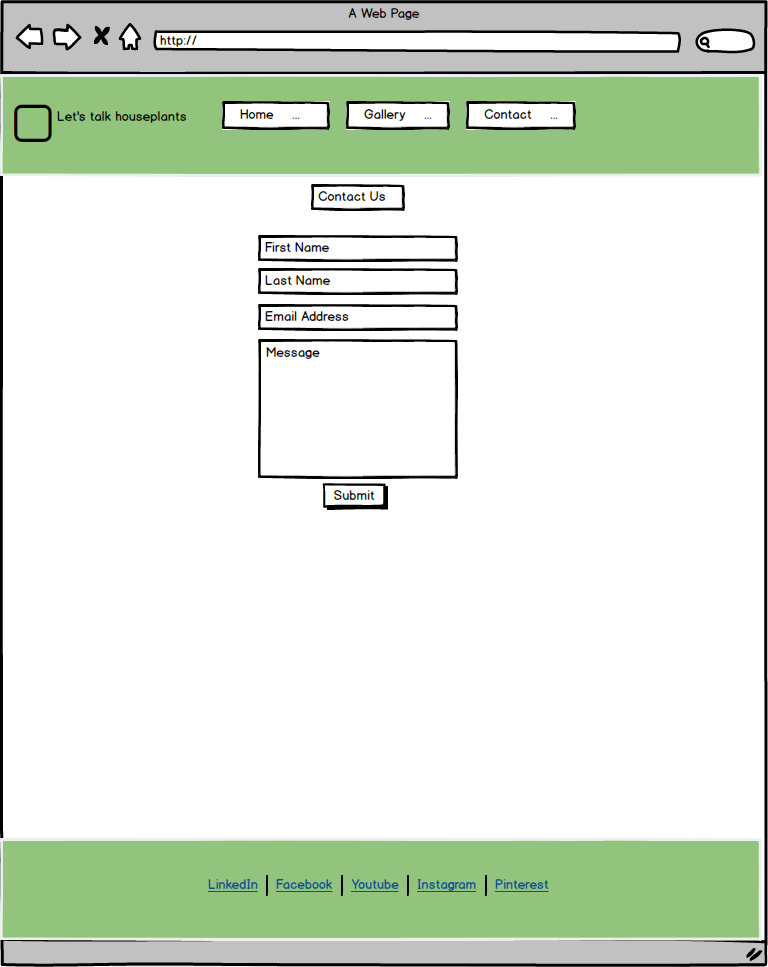 A Web Page
http://
Let's talk houseplants
Home ...
Gallery ...
Contact ...
Contact Us
First Name
Last Name
Email Address
Message
Submit
LinkedIn Facebook Youtube Instagram Pinterest